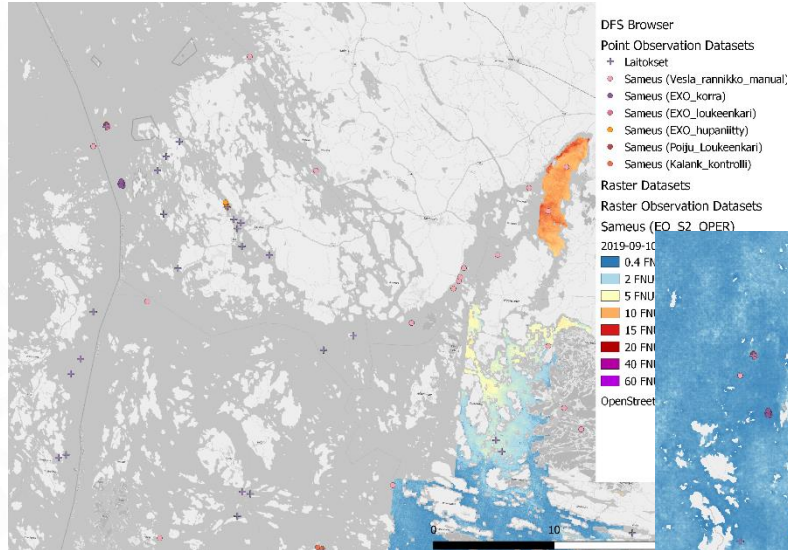 DFS Browser
Point Observation Datasets
Laitokset
Sameus (Vesla_rannikko_manual)
Sameus (EXO_korra)
Sameus (EXO_loukeenkari)
Sameus (EXO_hupaniitty)
Sameus (Poiju_Loukeenkari)
Sameus (Kalank_kontrolli)
Raster Datasets
Raster Observation Datasets
Sameus (EO_S2_OPER)
2019-09-10
0.4 FNU
2 FNU
5 FNU
10 FNU
15 FNU
20 FNU
40 FN
60 FN
OpenStreet
0 10